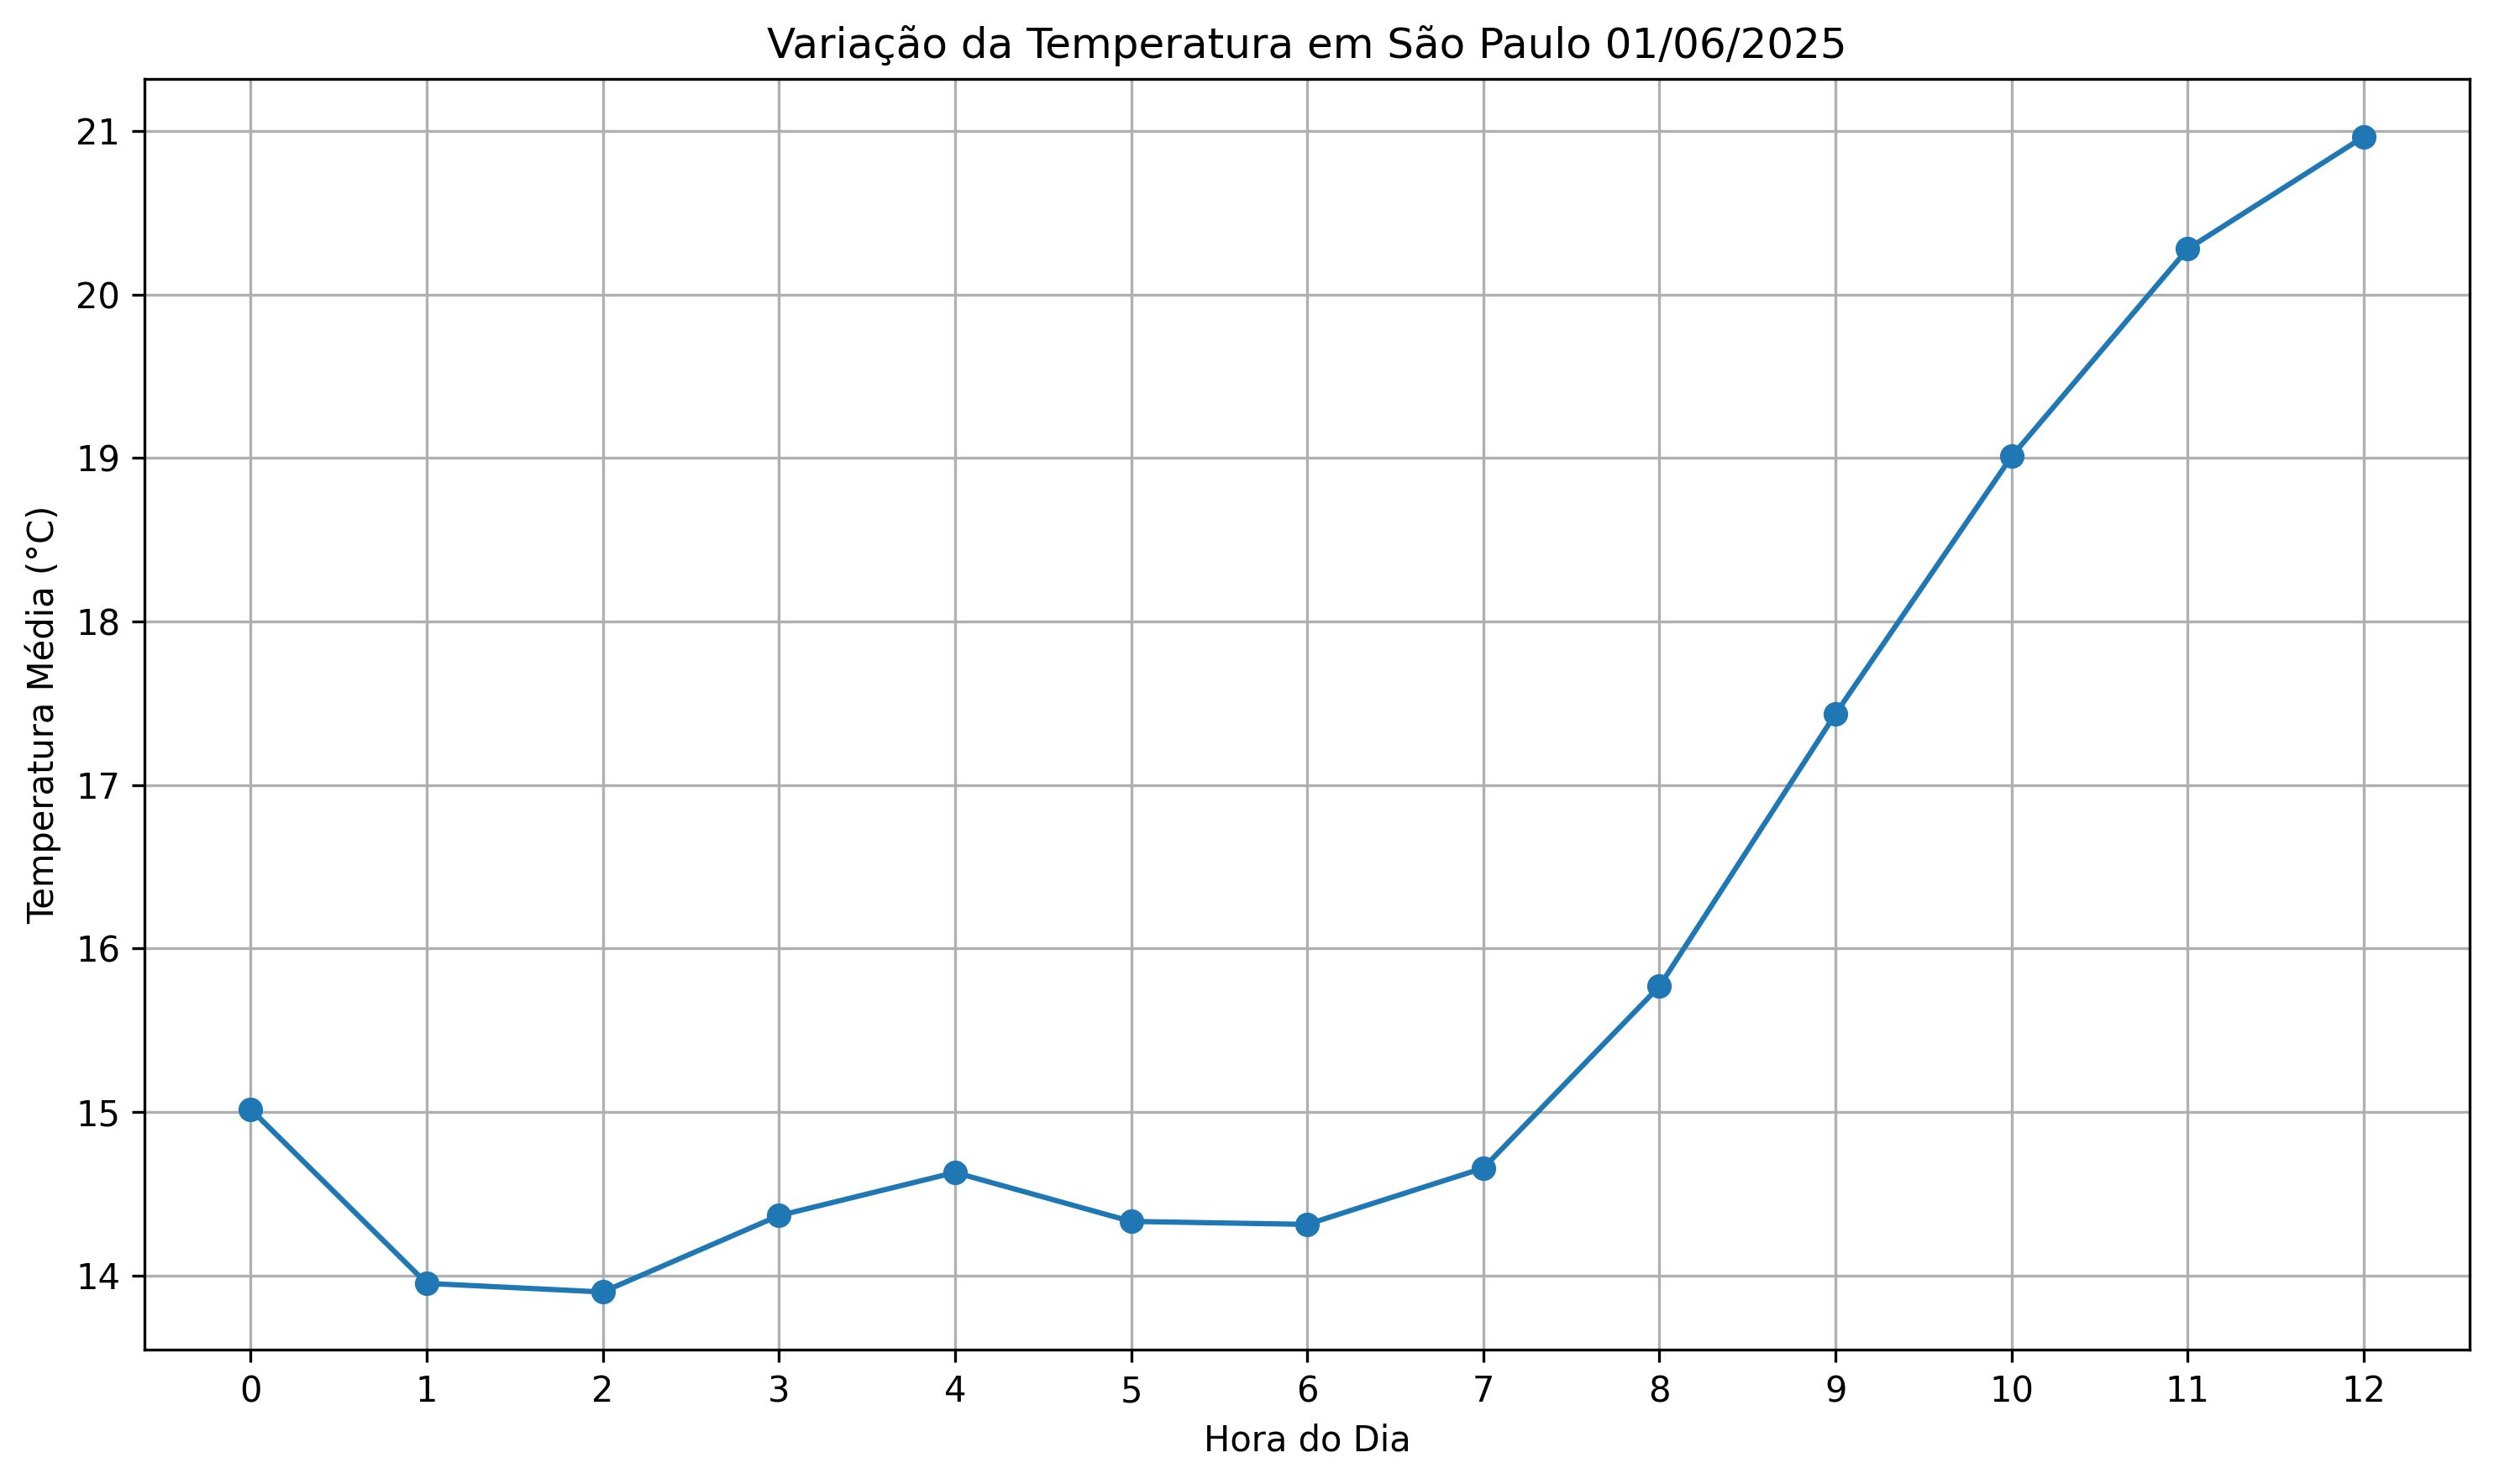 Variação da Temperatura em São Paulo 01/06/2025
Temperatura Média (°C)
21
20
19
18
17
16
15
14
0 1 2 3 4 5 6 7 8 9 10 11 12
Hora do Dia